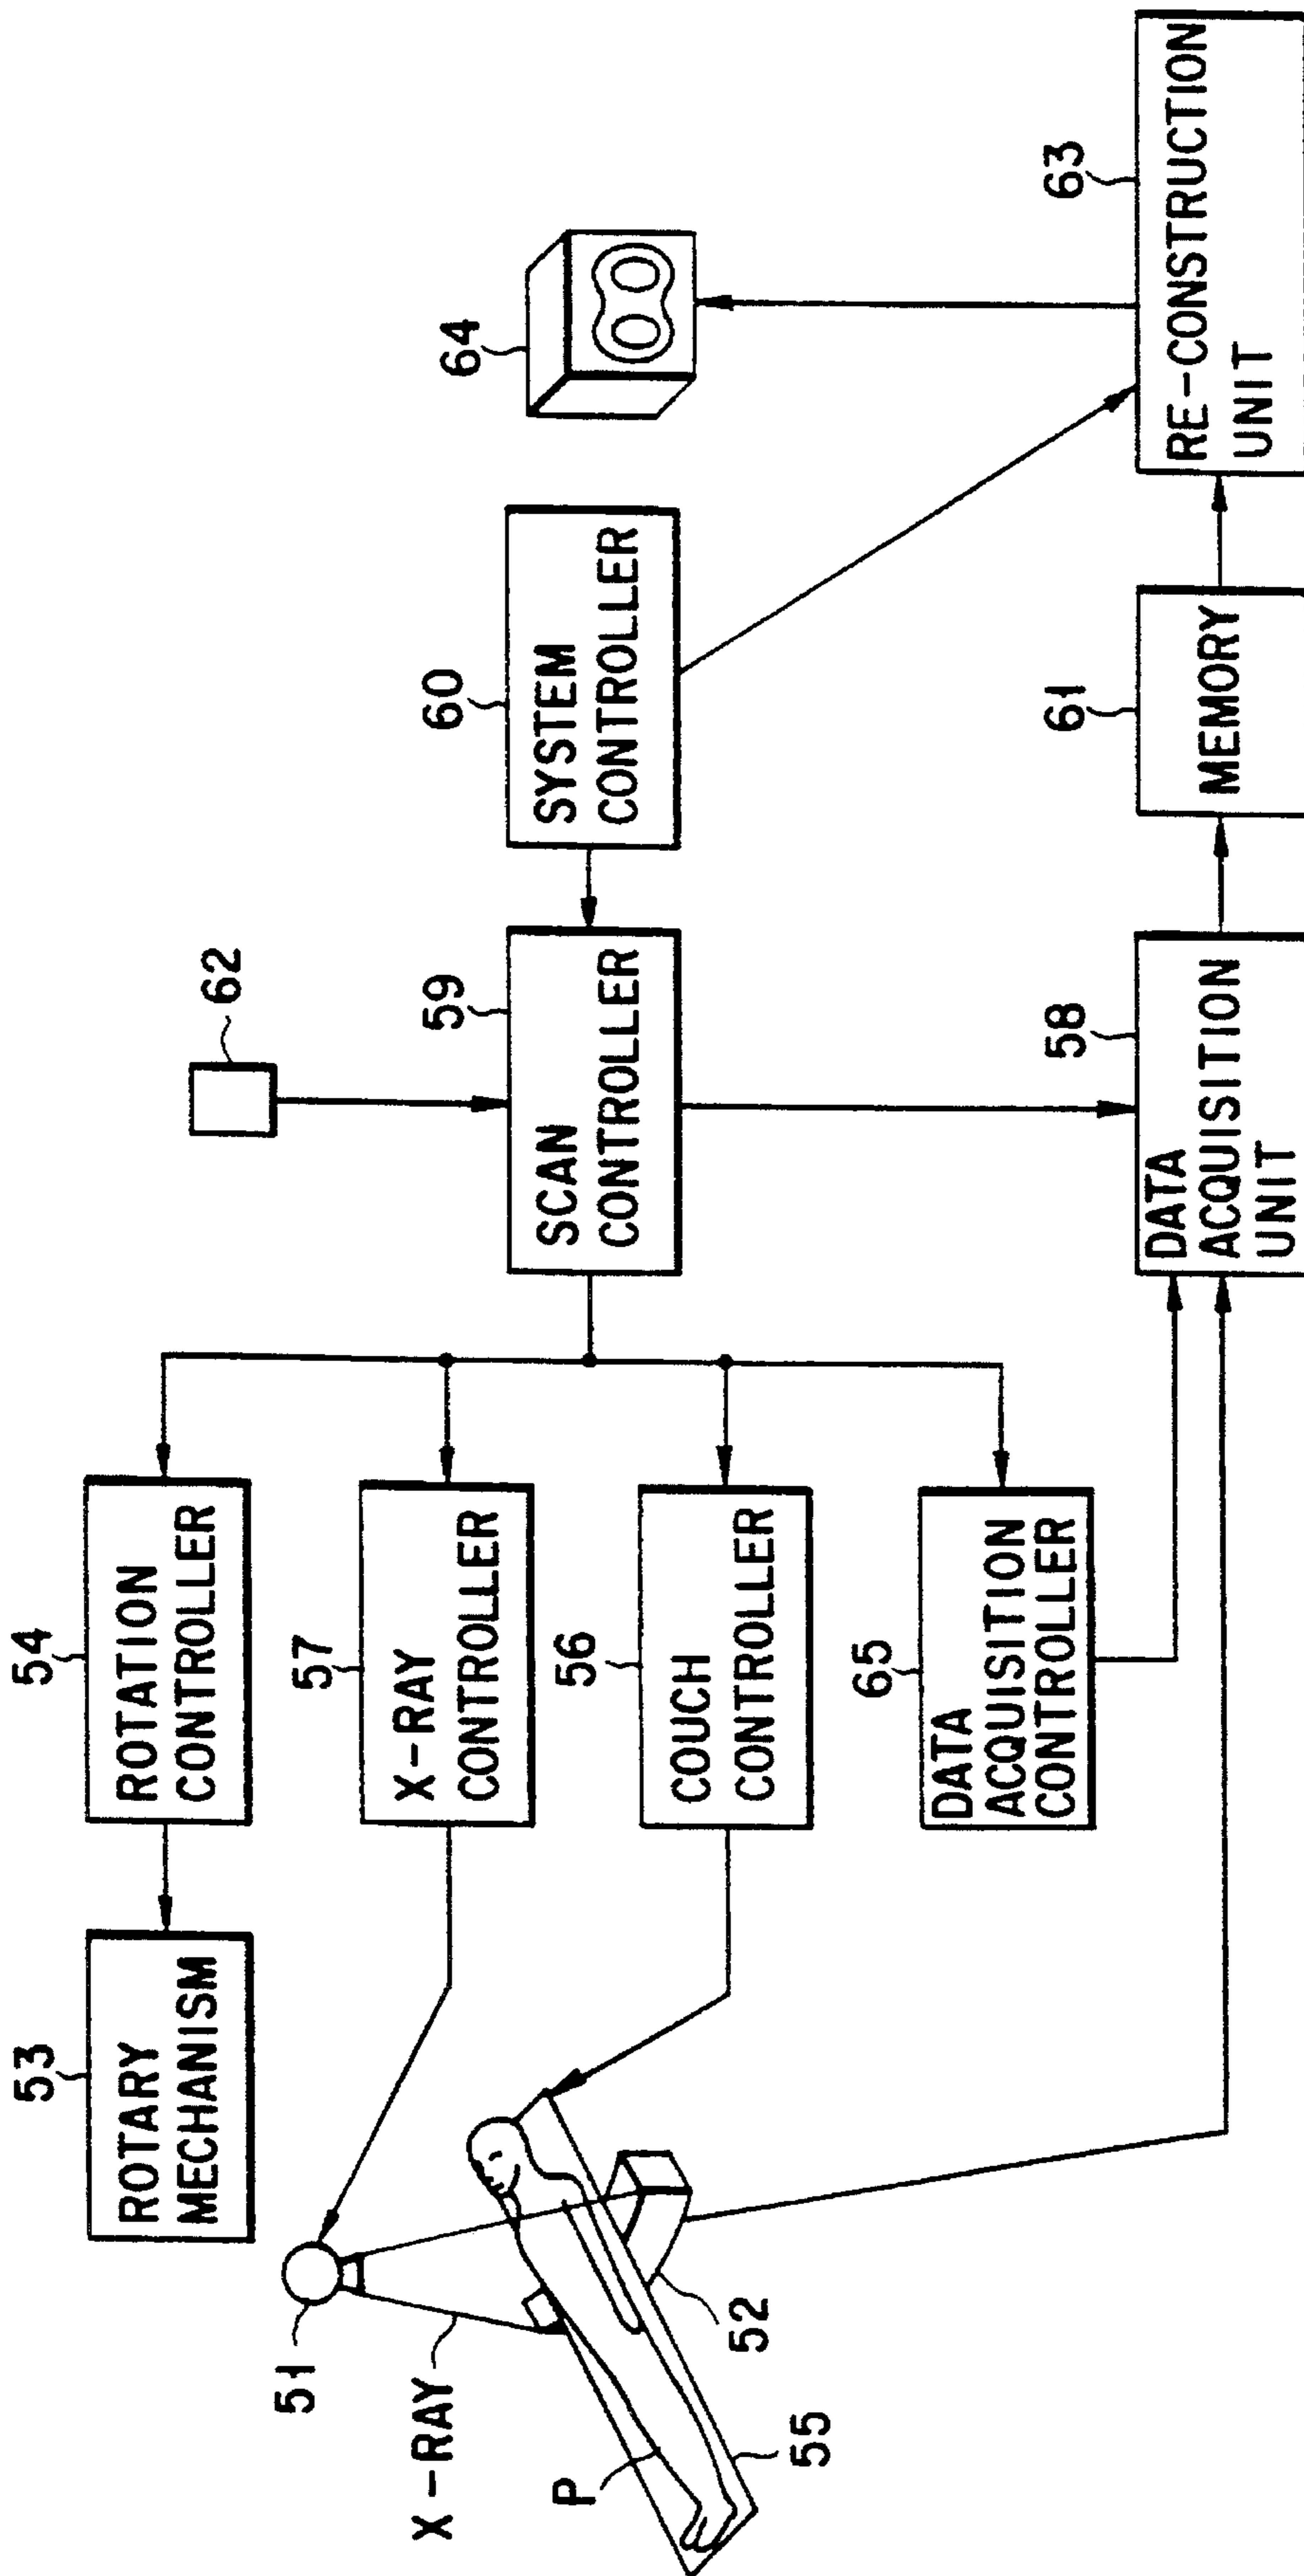 53
ROTARY
MECHANISM
54
ROTATION
CONTROLLER
51
X-RAY
57
X-RAY
CONTROLLER
P
55
52
56
COUCH
CONTROLLER
65
DATA
ACQUISITION
CONTROLLER
62
59
SCAN
CONTROLLER
60
SYSTEM
CONTROLLER
64
58
DATA
ACQUISITION
UNIT
61
MEMORY
63
RE-CONSTRUCTION
UNIT